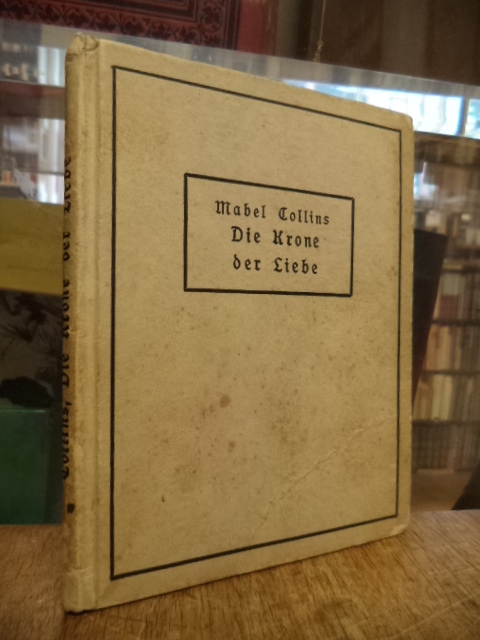 Mabel Collins
Die Krone
der Liebe
Collins, Die Krone der Liebe